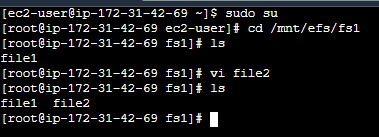 [ec2-user@ip-172-31-42-69 ~]$ sudo su
[root@ip-172-31-42-69 ec2-user]# cd /mnt/efs/fs1
[root@ip-172-31-42-69 fs1]# ls
file1
[root@ip-172-31-42-69 fs1]# vi file2
[root@ip-172-31-42-69 fs1]# ls
file1  file2
[root@ip-172-31-42-69 fs1]#